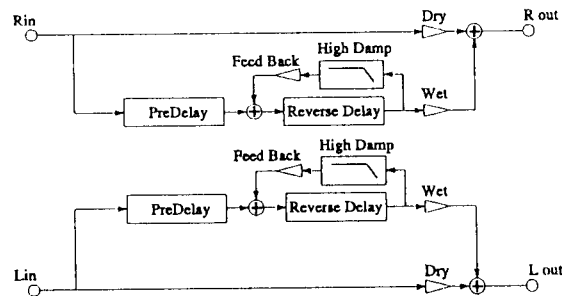 Rin
Dry
R out
High Damp
Feed Back
Wet
PreDelay
Reverse Delay
High Damp
Feed Back
Wet
PreDelay
Reverse Delay
Dry
Lin
L out